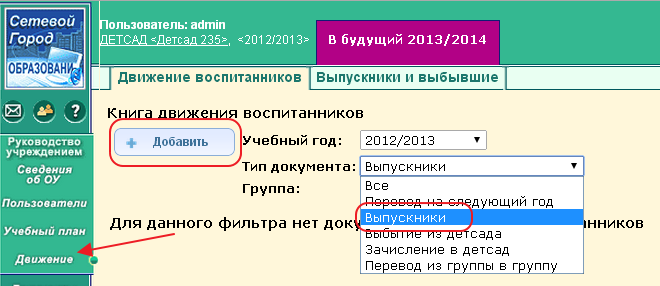 Сетевой
Город
ОБРАЗОВАНИ
Пользователь: admin
ДЕТСАД <Детсад 235>, <2012/2013>
В будущий 2013/2014
Движение воспитанников
Выпускники и выбывшие
Книга движения воспитанников
Добавить
Учебный год: 2012/2013
Тип документа: Выпускники
Группа:
Все
Перевод на следующий год
Выпускники
Выбытие из детсада
Зачисление в детсад
Перевод из группы в группу
Для данного фильтра нет
?
Руководство
учреждением
Сведения
об ОУ
Пользователи
Учебный план
Движение